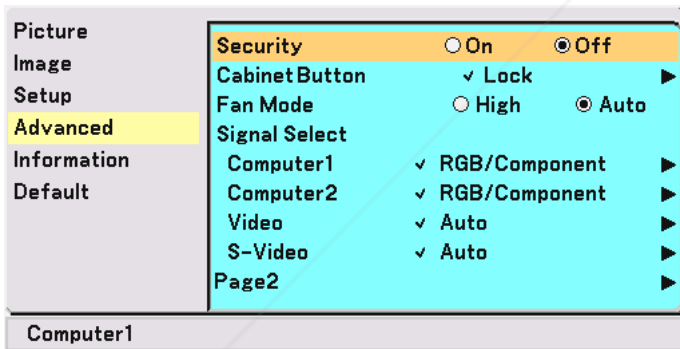 Picture
Image
Setup
Advanced
Information
Default
Security On Off
Cabinet Button Lock
Fan Mode High Auto
Signal Select
Computer1 RGB/Component
Computer2 RGB/Component
Video Auto
S-Video Auto
Page2
Computer1